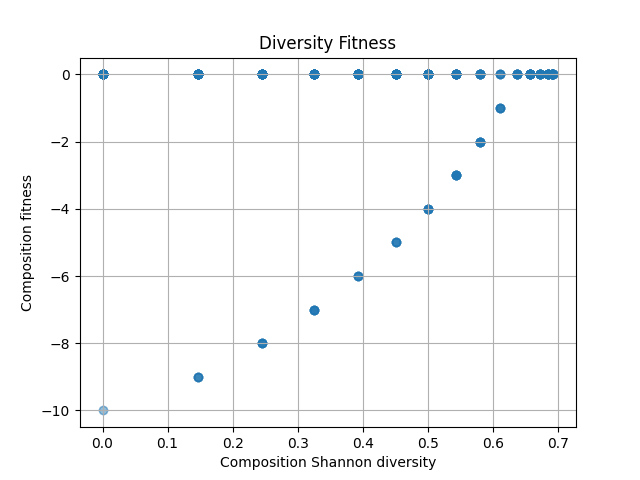 Diversity Fitness
Composition fitness
0
−2
−4
−6
−8
−10
0.0 0.1 0.2 0.3 0.4 0.5 0.6 0.7
Composition Shannon diversity